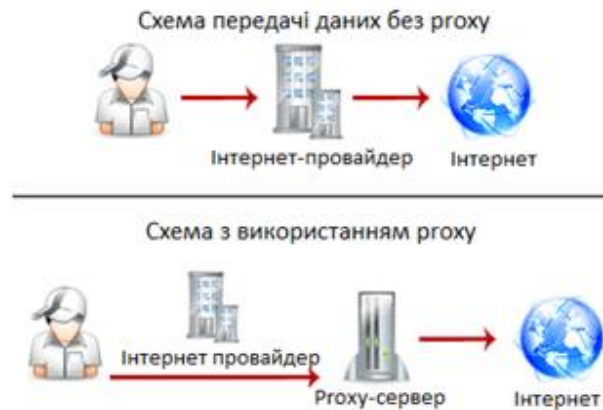 Схема передачі даних без proxy
Інтернет-провайдер
Інтернет
Схема з використанням proxy
Інтернет провайдер
Proxy-сервер
Інтернет